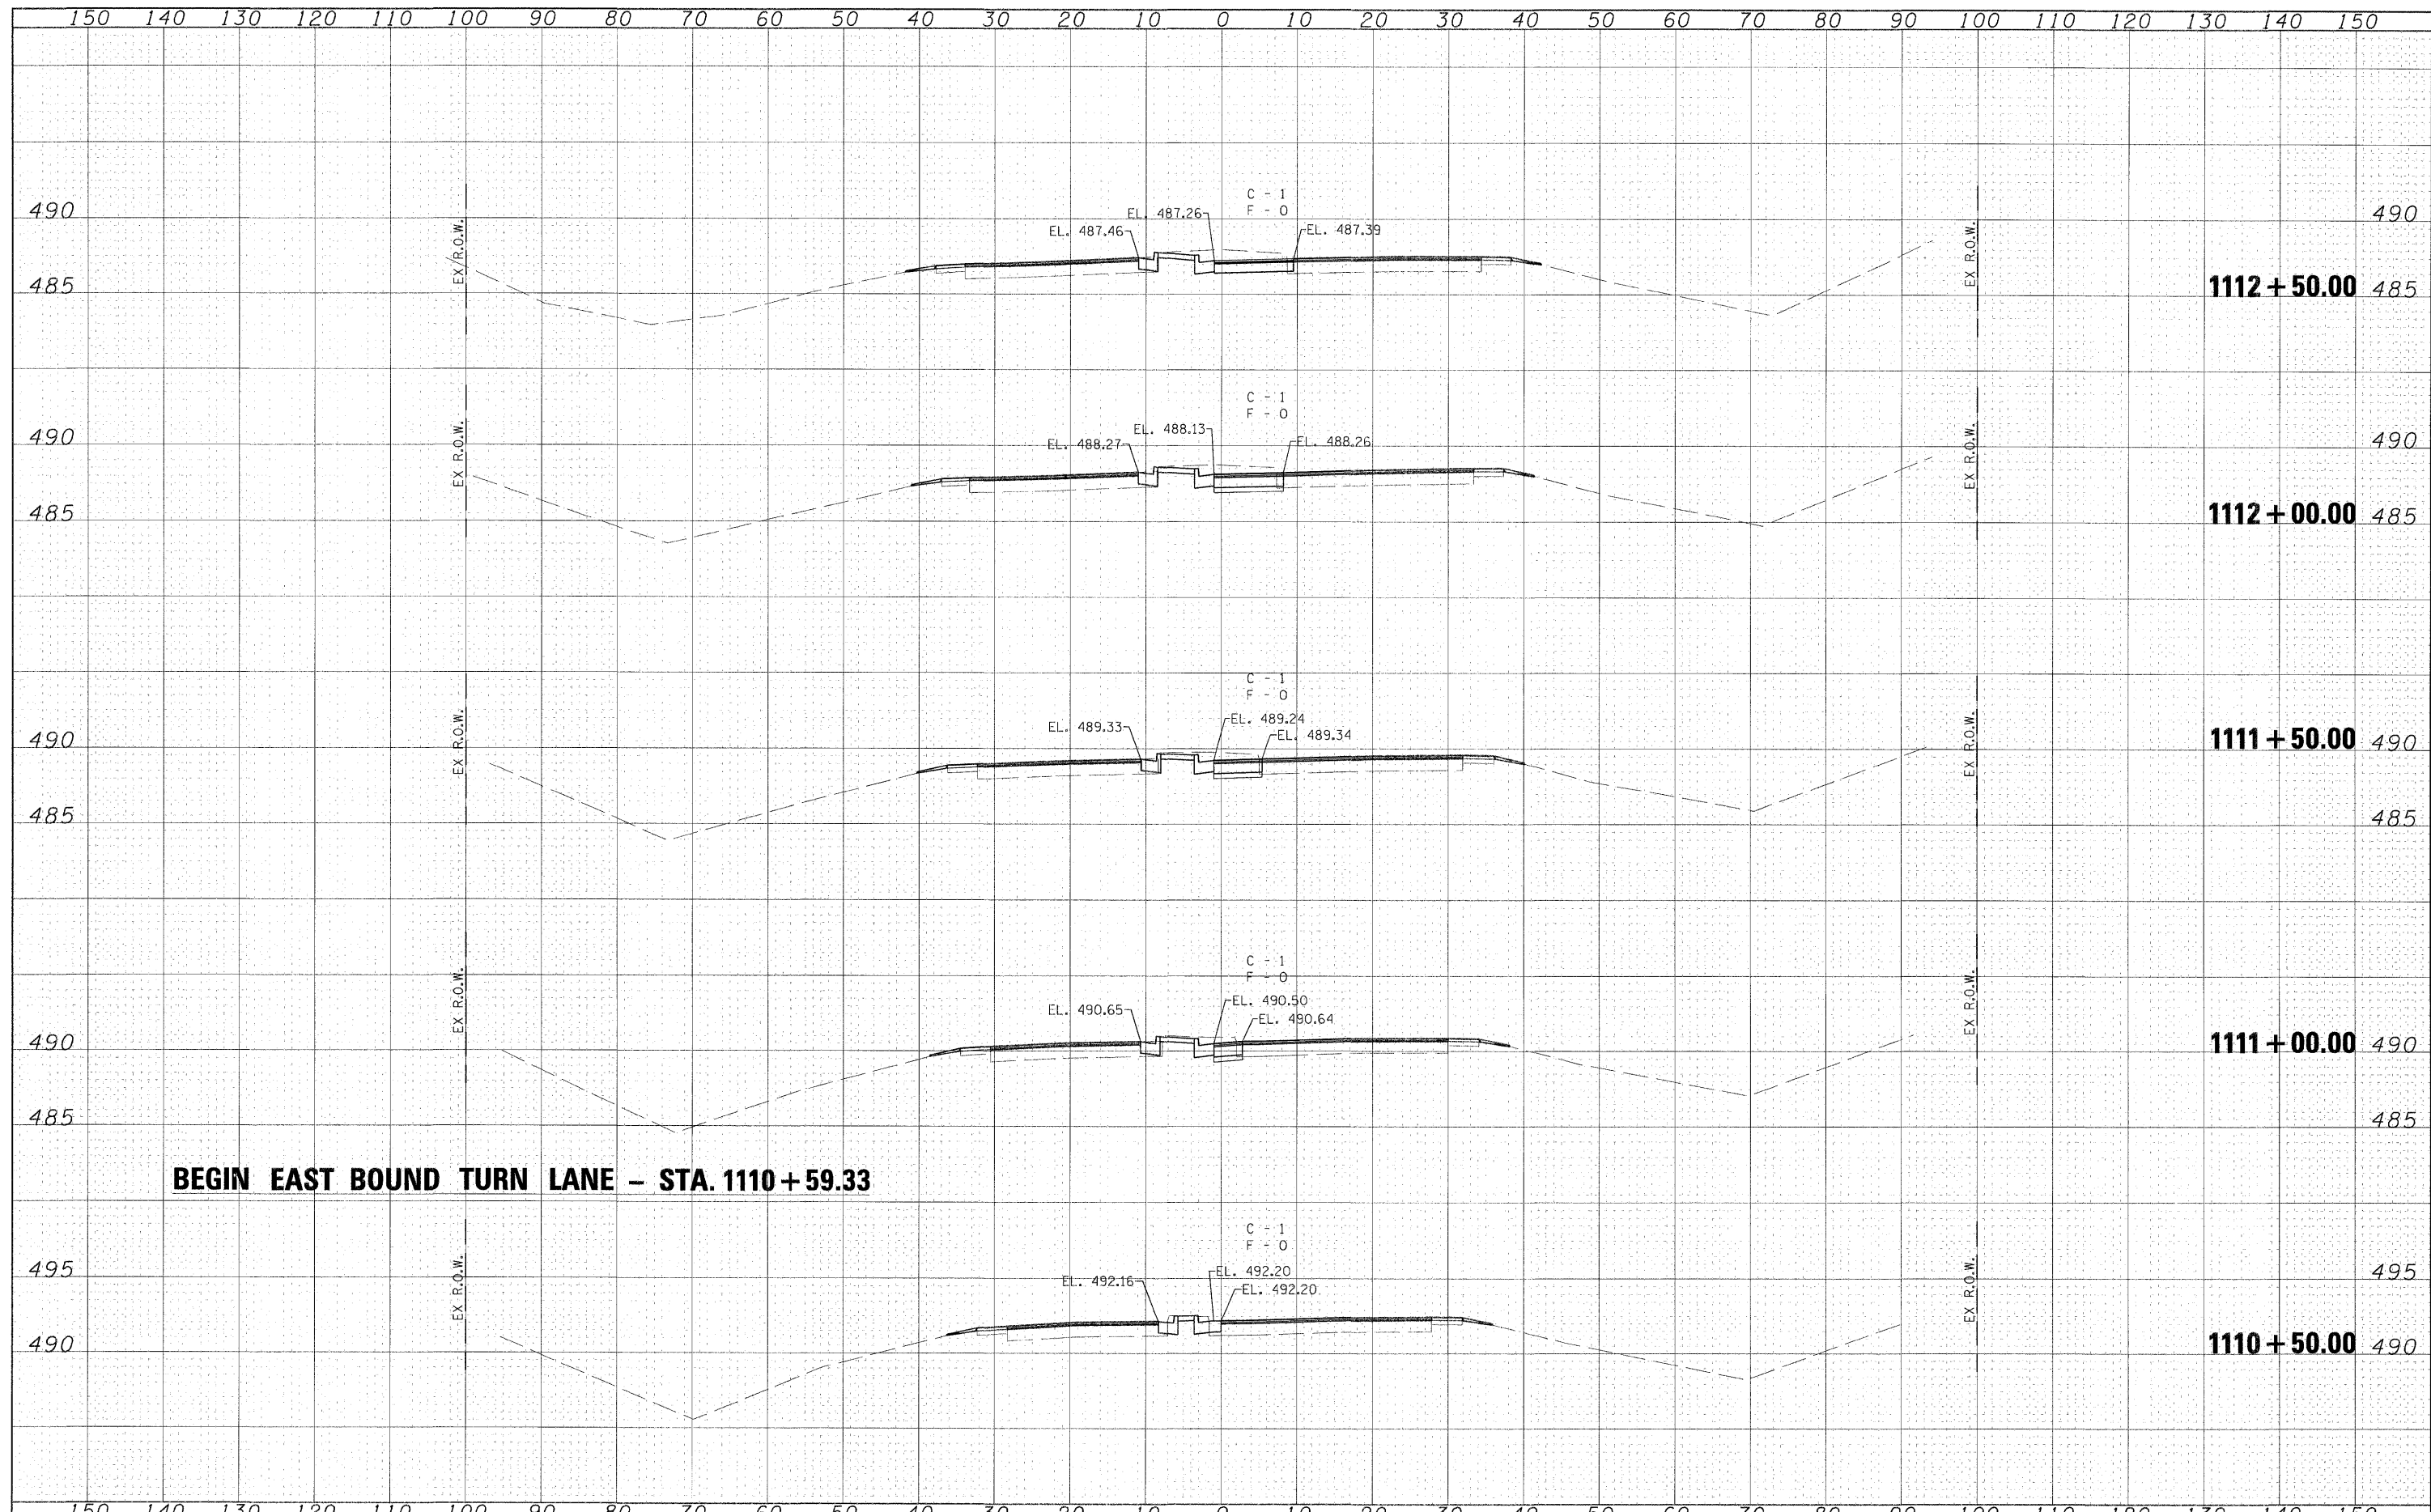 150 140 130 120 110 100 90 80 70 60 50 40 30 20 10 0 10 20 30 40 50 60 70 80 90 100 110 120 130 140 150
C - 1
F - 0
490 EX R.O.W. EL. 487.46 EL. 487.26 EL. 487.39 EX R.O.W. 490
485 1112+50.00 485
C - 1
F - 0
490 EX R.O.W. EL. 488.27 EL. 488.13 EL. 488.26 EX R.O.W. 490
485 1112+00.00 485
C - 1
F - 0
EX R.O.W. EL. 489.33 EL. 489.24 EL. 489.34 EX R.O.W.
490 1111+50.00 490
485 485
C - 1
F - 0
EX R.O.W. EL. 490.65 EL. 490.50 EL. 490.64 EX R.O.W.
490 1111+00.00 490
485 485
BEGIN EAST BOUND TURN LANE - STA. 1110+59.33
C - 1
F - 0
495 EX R.O.W. EL. 492.16 EL. 492.20 EL. 492.20 EX R.O.W. 495
490 1110+50.00 490
150 140 130 120 110 100 90 80 70 60 50 40 30 20 10 0 10 20 30 40 50 60 70 80 90 100 110 120 130 140 150